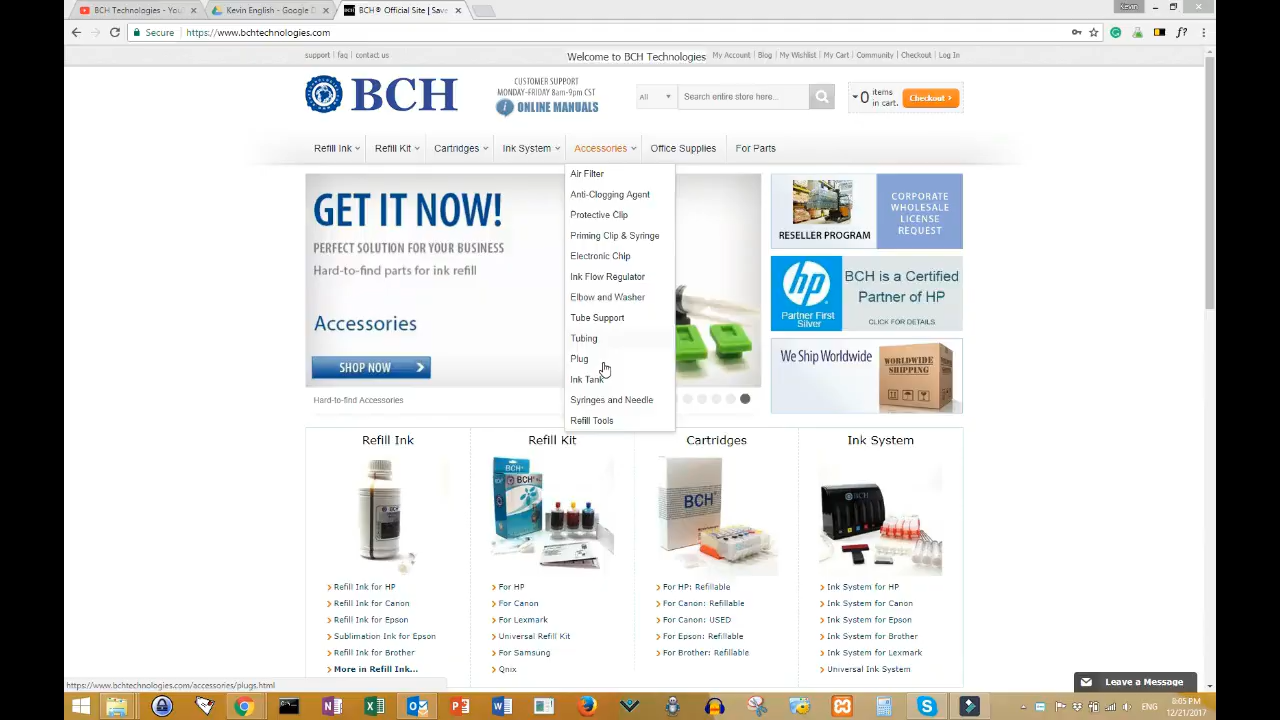 BCH Technologies - You
Kevin English - Google D
BCH® Official Site | Save
Kevin
Secure
https://www.bchtechnologies.com
support | faq | contact us
Welcome to BCH Technologies
My Account | Blog | My Wishlist | My Cart | Community | Checkout | Log In
BCH
CUSTOMER SUPPORT
MONDAY-FRIDAY 8am-9pm CST
ONLINE MANUALS
All
Search entire store here...
0 items in cart.
Checkout >
Refill Ink
Refill Kit
Cartridges
Ink System
Accessories
Office Supplies
For Parts
Air Filter
Anti-Clogging Agent
Protective Clip
Priming Clip & Syringe
Electronic Chip
Ink Flow Regulator
Elbow and Washer
Tube Support
Tubing
Plug
Ink Tank
Syringes and Needle
Refill Tools
GET IT NOW!
PERFECT SOLUTION FOR YOUR BUSINESS
Hard-to-find parts for ink refill
Accessories
SHOP NOW
Hard-to-find Accessories
RESELLER PROGRAM
CORPORATE
WHOLESALE
LICENSE
REQUEST
hp
Partner First
Silver
BCH is a Certified
Partner of HP
CLICK FOR DETAILS
We Ship Worldwide
WORLDWIDE
SHIPPING
Refill Ink
Refill Kit
Cartridges
Ink System
BCH
BCH
BCH
Refill Ink for HP
Refill Ink for Canon
Refill Ink for Epson
Sublimation Ink for Epson
Refill Ink for Brother
More in Refill Ink...
For HP
For Canon
For Lexmark
Universal Refill Kit
For Samsung
Qnix
For HP: Refillable
For Canon: Refillable
For Canon: USED
For Epson: Refillable
For Brother: Refillable
Ink System for HP
Ink System for Canon
Ink System for Epson
Ink System for Brother
Ink System for Lexmark
Universal Ink System
Leave a Message
https://www.bchtechnologies.com/accessories/plugs.html
ENG
8:05 PM
12/21/2017